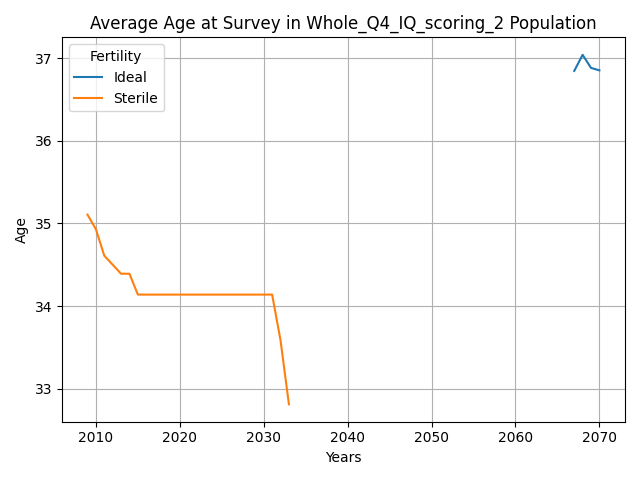 Average Age at Survey in Whole_Q4_IQ_scoring_2 Population
Fertility
Ideal
Sterile
37
36
35
34
33
Age
2010 2020 2030 2040 2050 2060 2070
Years